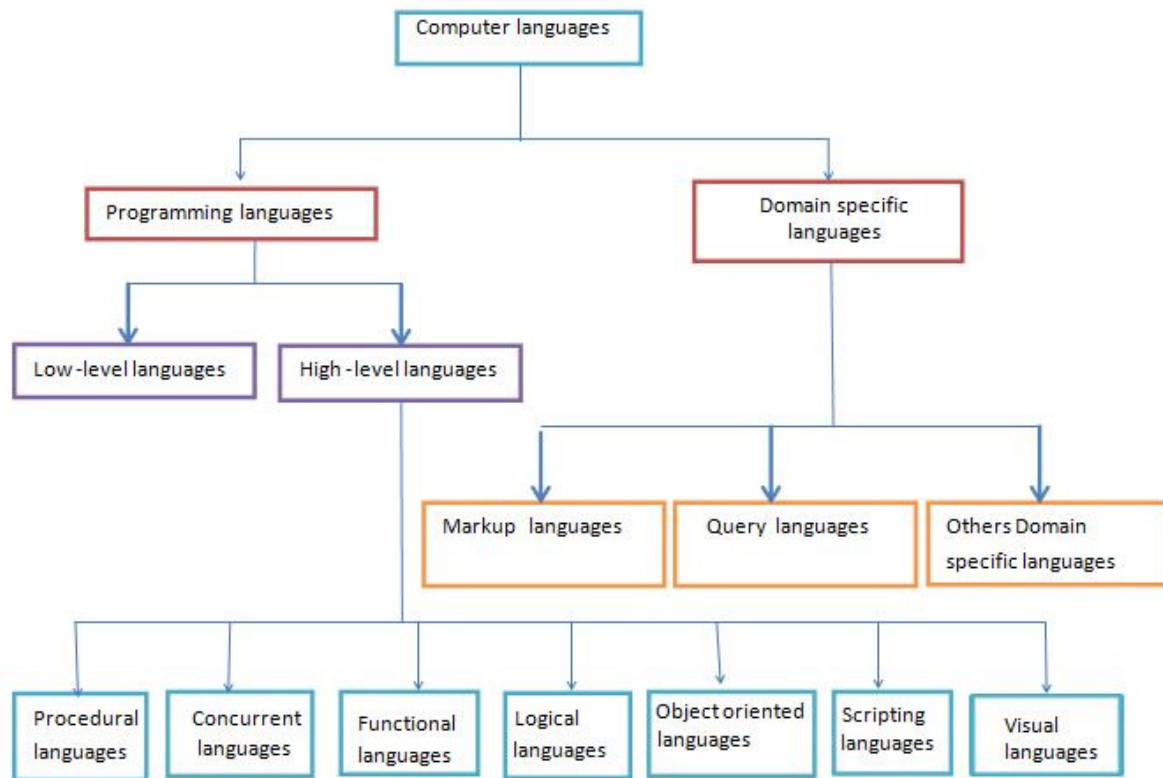 Computer languages
Programming languages
Domain specific
languages
Low -level languages
High -level languages
Markup languages
Query languages
Others Domain
specific languages
Procedural
languages
Concurrent
languages
Functional
languages
Logical
languages
Object oriented
languages
Scripting
languages
Visual
languages